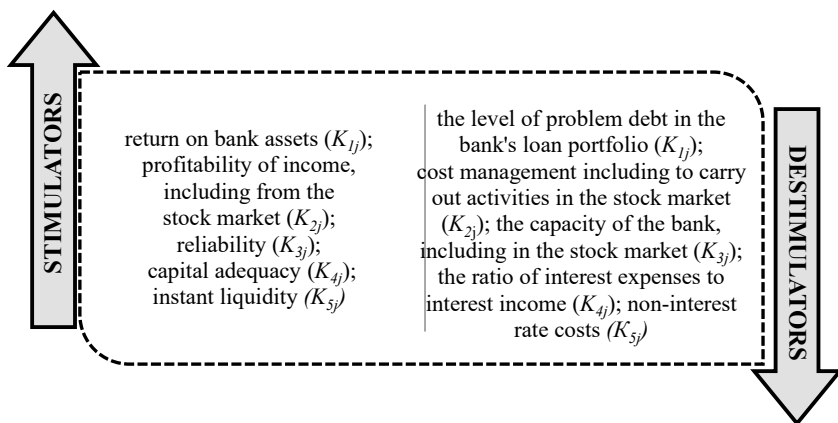 STIMULATORS
return on bank assets (K1j);
profitability of income,
including from the
stock market (K2j);
reliability (K3j);
capital adequacy (K4j);
instant liquidity (K5j)
the level of problem debt in the
bank's loan portfolio (K1j);
cost management including to carry
out activities in the stock market
(K2j); the capacity of the bank,
including in the stock market (K3j);
the ratio of interest expenses to
interest income (K4j); non-interest
rate costs (K5j)
DESTIMULATORS